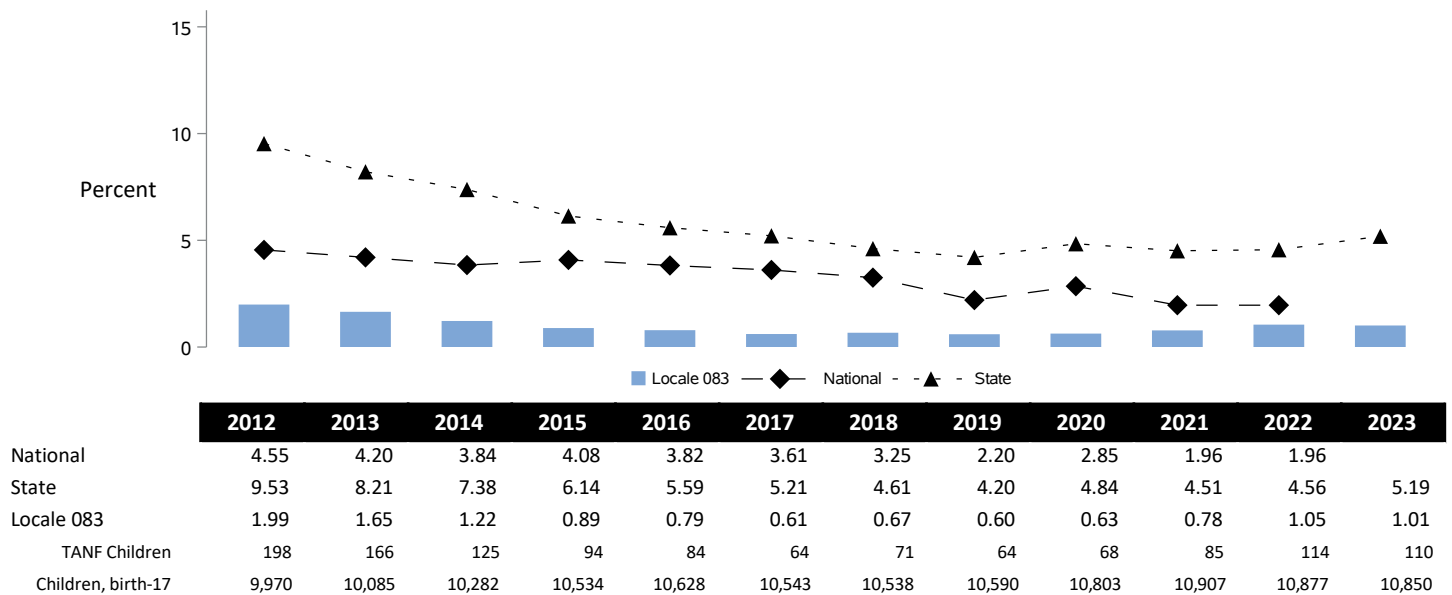 15
10
Percent
5
0
Locale 083 National State
2012 2013 2014 2015 2016 2017 2018 2019 2020 2021 2022 2023
National 4.55 4.20 3.84 4.08 3.82 3.61 3.25 2.20 2.85 1.96 1.96
State 9.53 8.21 7.38 6.14 5.59 5.21 4.61 4.20 4.84 4.51 4.56 5.19
Locale 083 1.99 1.65 1.22 0.89 0.79 0.61 0.67 0.60 0.63 0.78 1.05 1.01
TANF Children 198 166 125 94 84 64 71 64 68 85 114 110
Children, birth-17 9,970 10,085 10,282 10,534 10,628 10,543 10,538 10,590 10,803 10,907 10,877 10,850